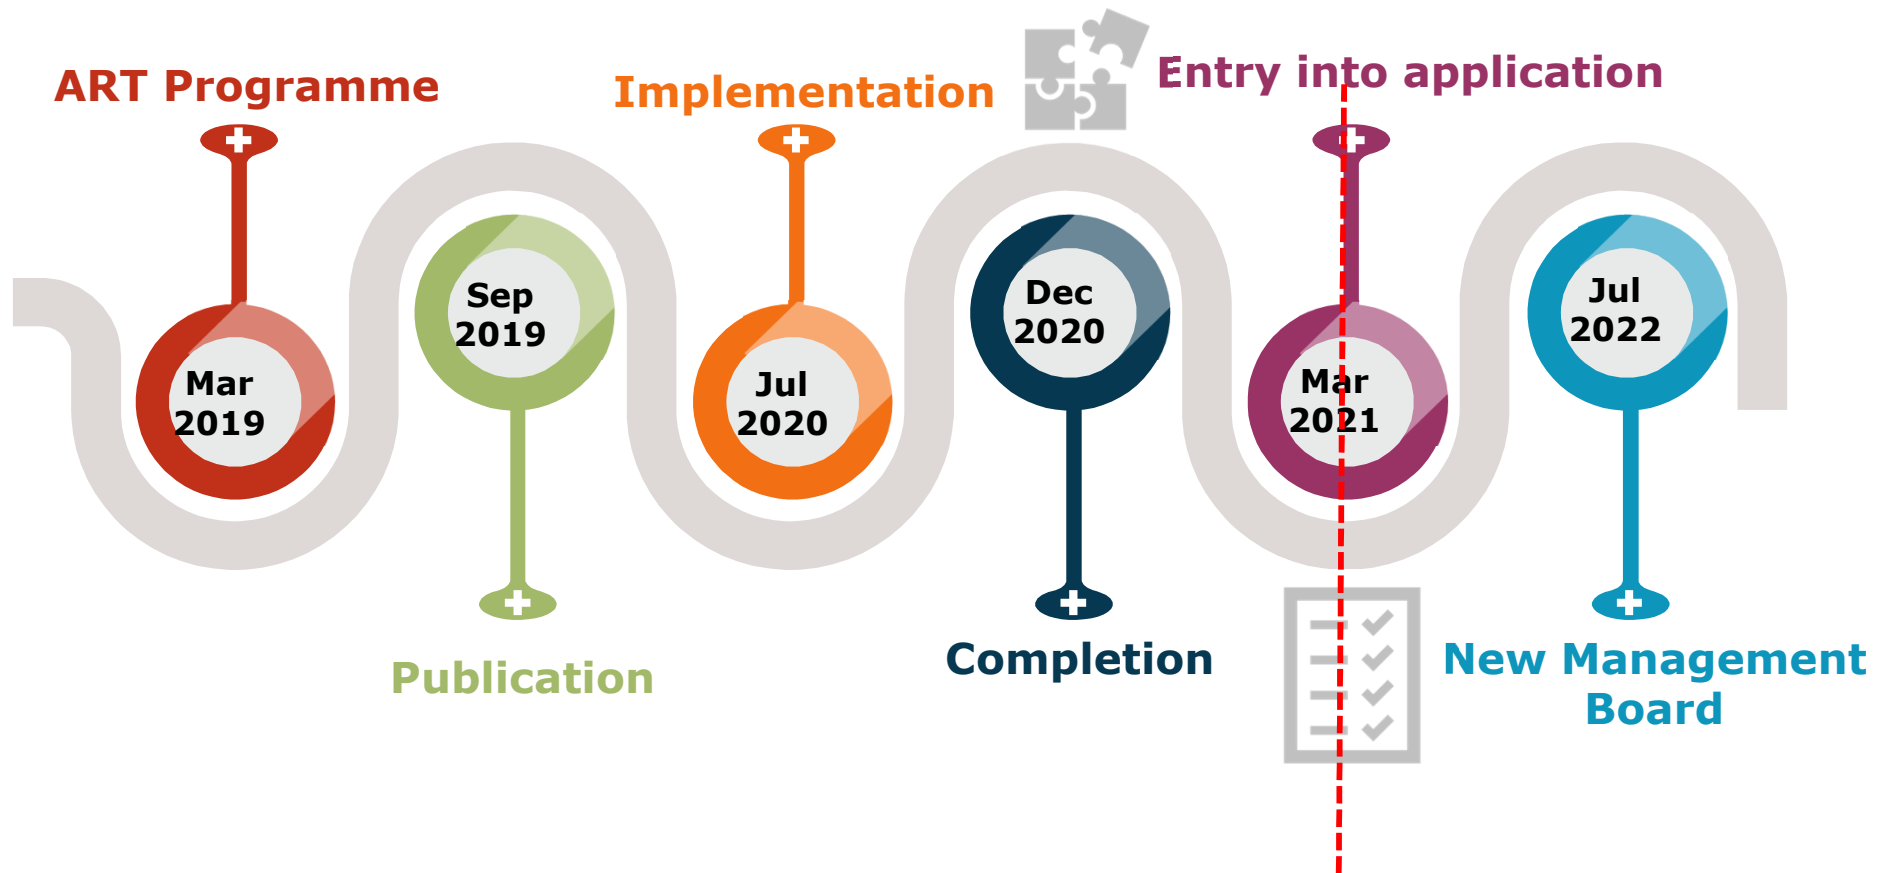 ART Programme
Mar
2019
Sep
2019
Publication
Implementation
Jul
2020
Dec
2020
Completion
Entry into application
Mar
2021
Jul
2022
New Management
Board